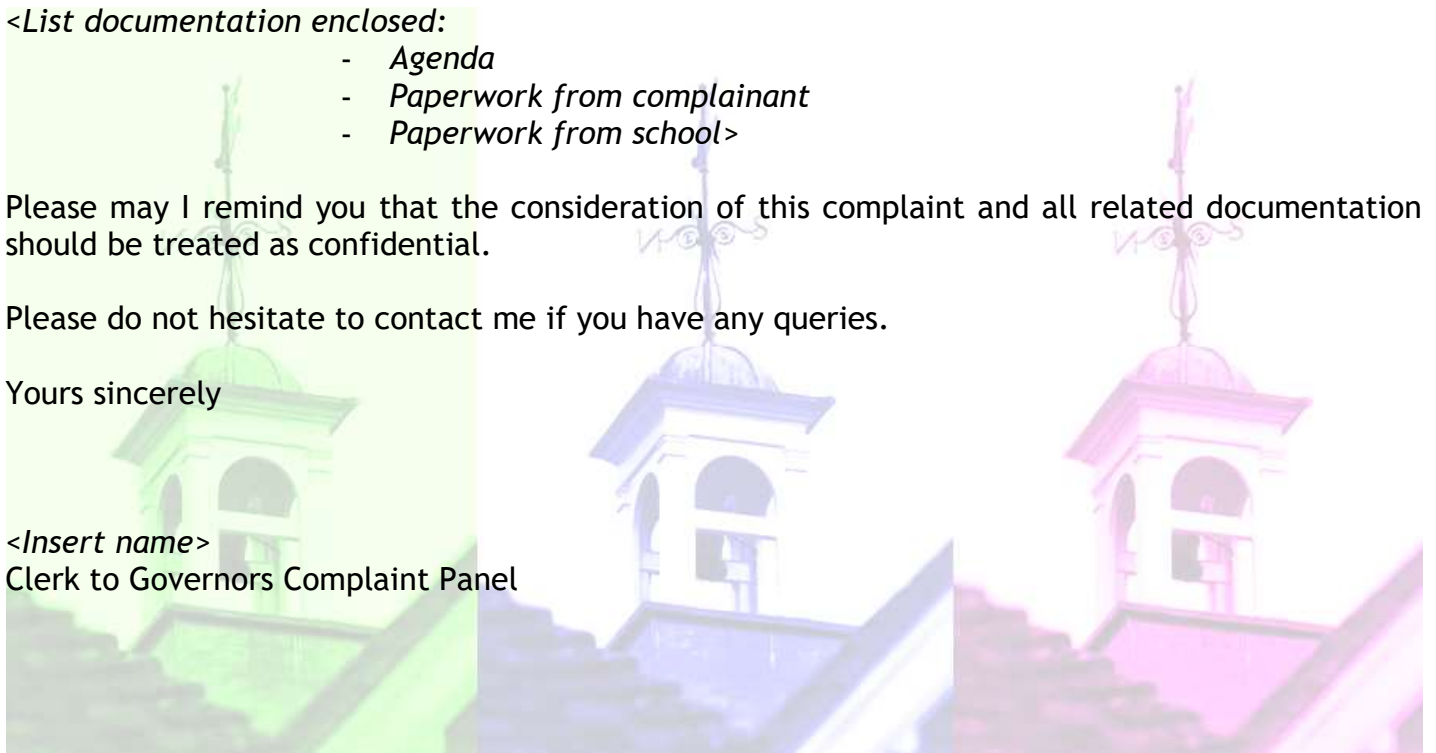 <List documentation enclosed:
- Agenda
- Paperwork from complainant
- Paperwork from school>
Please may I remind you that the consideration of this complaint and all related documentation
should be treated as confidential.
Please do not hesitate to contact me if you have any queries.
Yours sincerely
<Insert name>
Clerk to Governors Complaint Panel